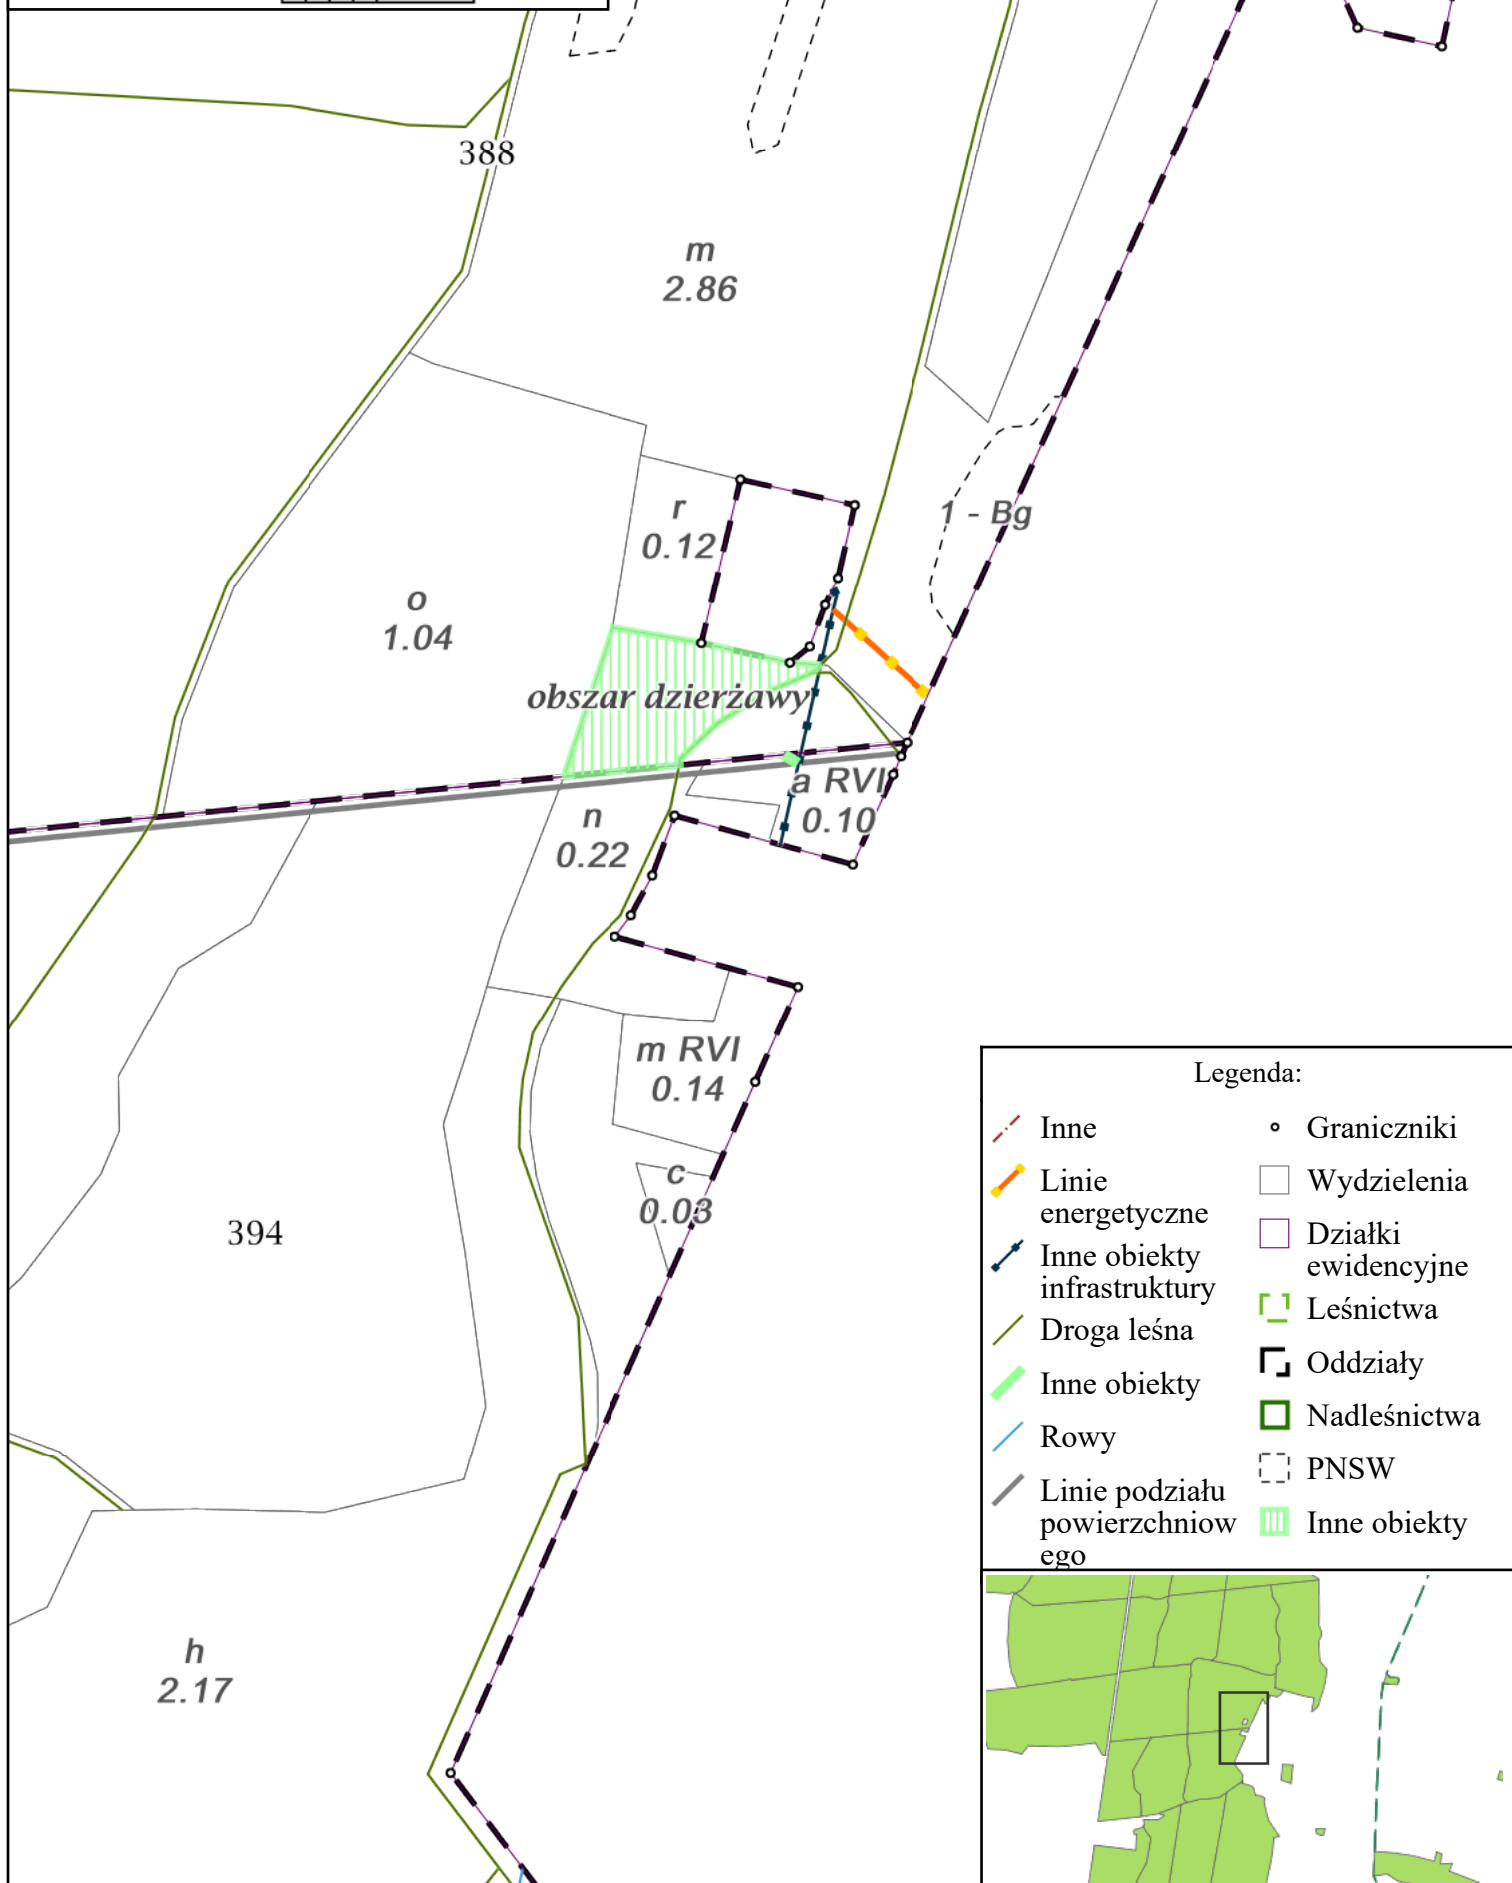 388
m
2.86
r
0.12
1 - Bg
o
1.04
obszar dzierżawy
a RVI
0.10
n
0.22
m RVI
0.14
c
0.03
394
h
2.17
Legenda:
Inne
Linie
energetyczne
Inne obiekty
infrastruktury
Droga leśna
Inne obiekty
Rowy
Linie podziału
powierzchniow
ego
Graniczniki
Wydzielenia
Działki
ewidencyjne
Leśnictwa
Oddziały
Nadleśnictwa
PNSW
Inne obiekty